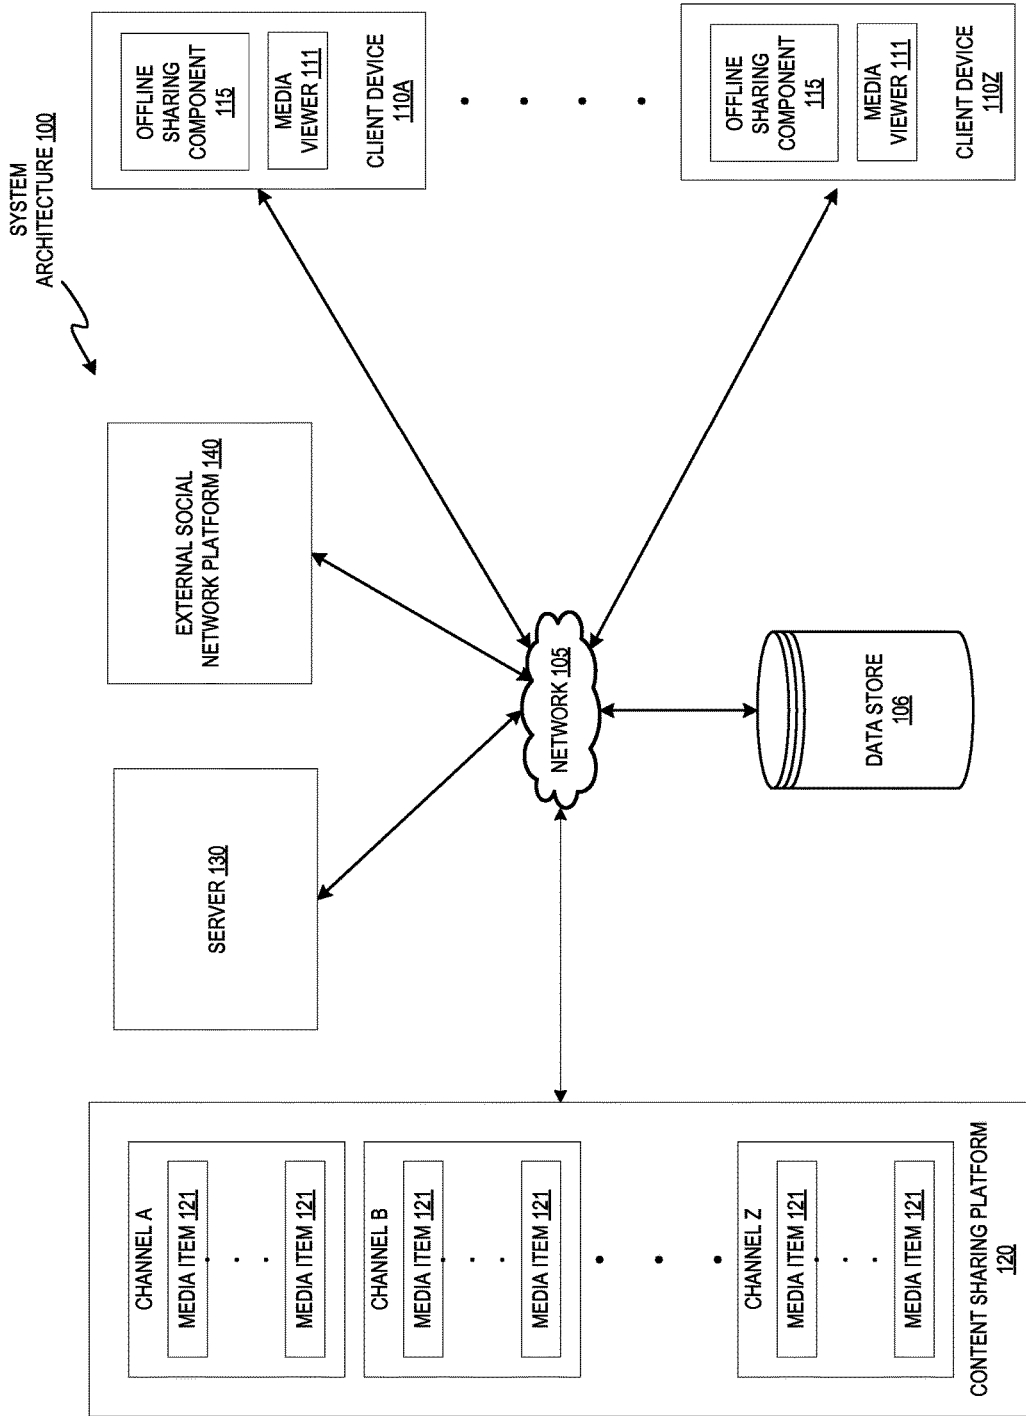 SYSTEM
ARCHITECTURE 100
CHANNEL A
MEDIA ITEM 121
MEDIA ITEM 121
CHANNEL B
MEDIA ITEM 121
MEDIA ITEM 121
CHANNEL Z
MEDIA ITEM 121
MEDIA ITEM 121
CONTENT SHARING PLATFORM
120
SERVER 130
EXTERNAL SOCIAL
NETWORK PLATFORM 140
NETWORK 105
DATA STORE
106
OFFLINE
SHARING
COMPONENT
115
MEDIA
VIEWER 111
CLIENT DEVICE
110A
OFFLINE
SHARING
COMPONENT
115
MEDIA
VIEWER 111
CLIENT DEVICE
110Z